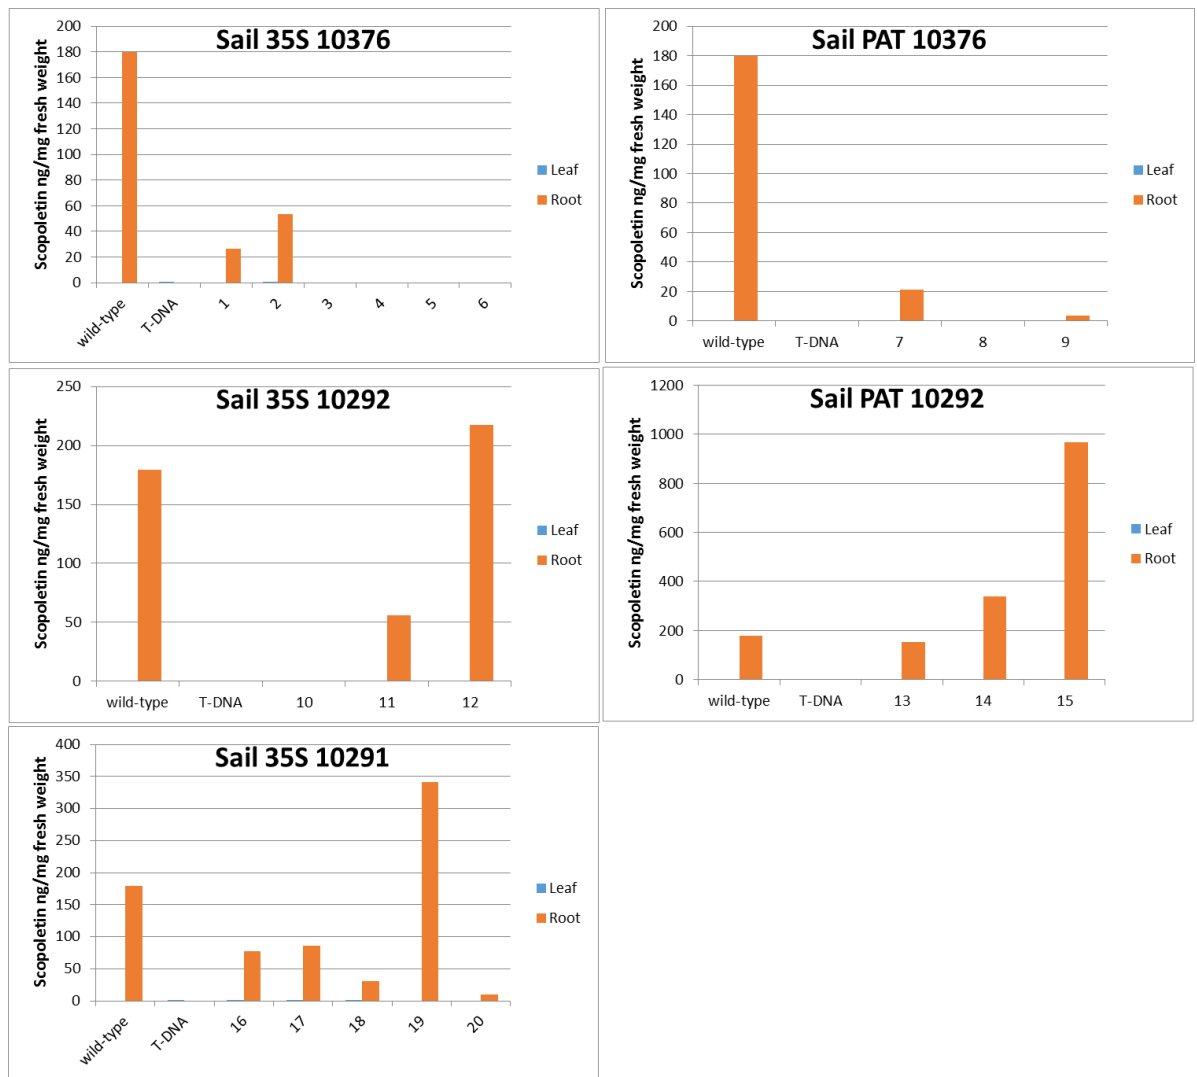 Sail 35S 10376
Scopoletin ng/mg fresh weight
200
180
160
140
120
100
80
60
40
20
0
wild-type T-DNA 1 2 3 4 5 6
Leaf
Root
Sail PAT 10376
Scopoletin ng/mg fresh weight
200
180
160
140
120
100
80
60
40
20
0
wild-type T-DNA 7 8 9
Leaf
Root
Sail 35S 10292
Scopoletin ng/mg fresh weight
250
200
150
100
50
0
wild-type T-DNA 10 11 12
Leaf
Root
Sail PAT 10292
Scopoletin ng/mg fresh weight
1200
1000
800
600
400
200
0
wild-type T-DNA 13 14 15
Leaf
Root
Sail 35S 10291
Scopoletin ng/mg fresh weight
400
350
300
250
200
150
100
50
0
wild-type T-DNA 16 17 18 19 20
Leaf
Root